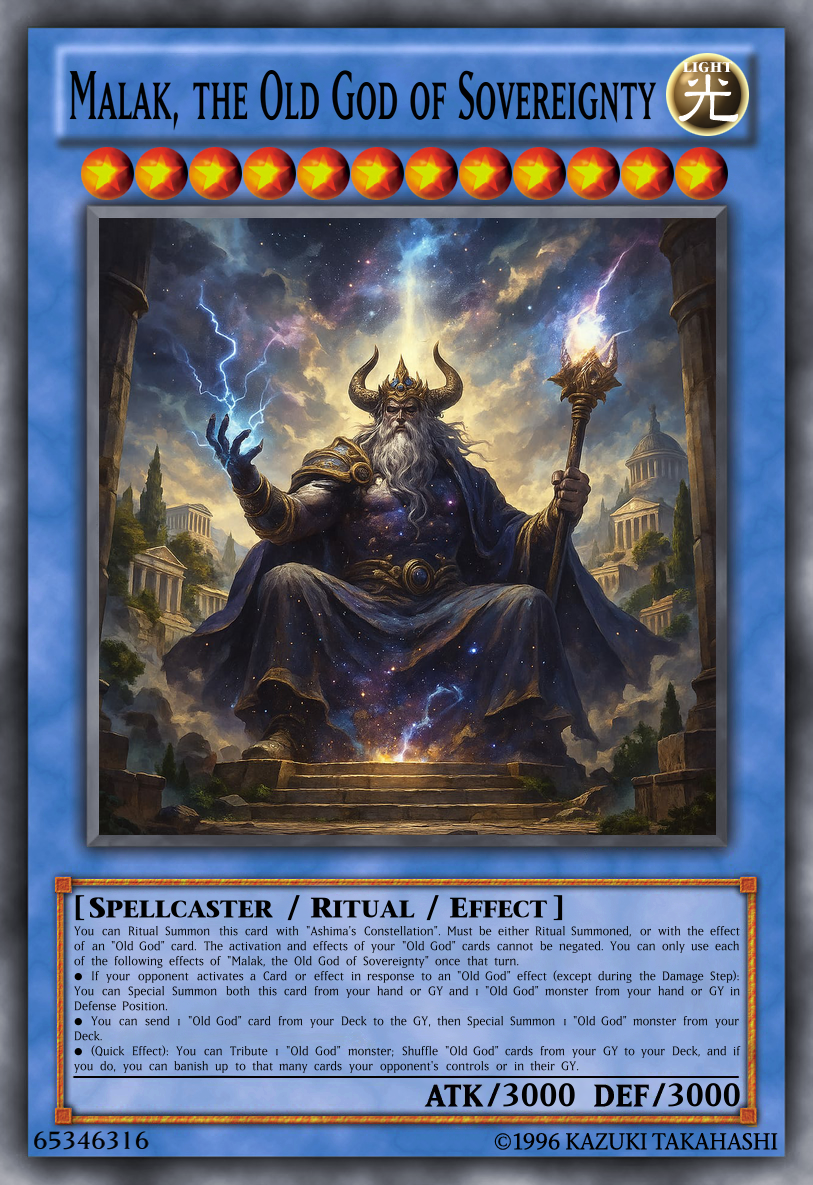 Malak, the Old God of Sovereignty
LIGHT
光
[ Spellcaster / Ritual / Effect ]
You can Ritual Summon this card with "Ashima's Constellation". Must be either Ritual Summoned, or with the effect
of an "Old God" card. The activation and effects of your "Old God" cards cannot be negated. You can only use each
of the following effects of "Malak, the Old God of Sovereignty" once that turn.
● If your opponent activates a Card or effect in response to an "Old God" effect (except during the Damage Step):
You can Special Summon both this card from your hand or GY and 1 "Old God" monster from your hand or GY in
Defense Position.
● You can send 1 "Old God" card from your Deck to the GY, then Special Summon 1 "Old God" monster from your
Deck.
● (Quick Effect): You can Tribute 1 "Old God" monster; Shuffle "Old God" cards from your GY to your Deck, and if
you do, you can banish up to that many cards your opponent's controls or in their GY.
ATK/3000 DEF/3000
65346316
©1996 KAZUKI TAKAHASHI